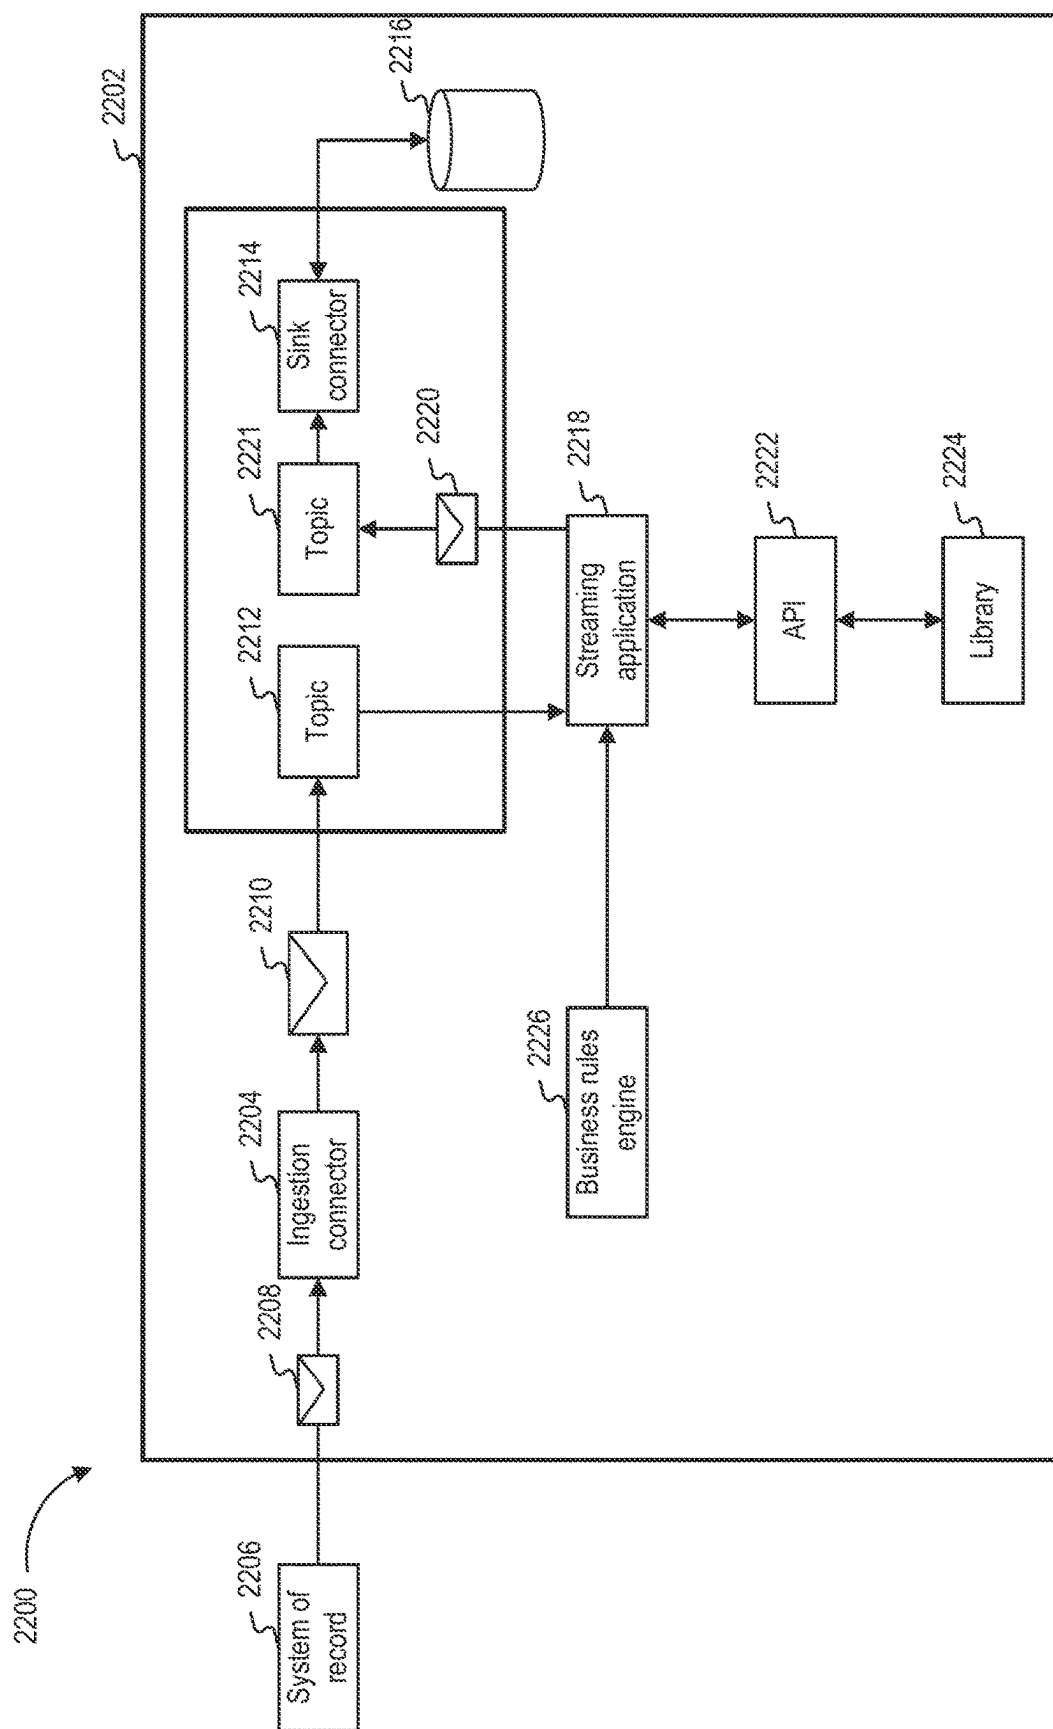 2200
2202
2206
System of
record
2208
2204
Ingestion
connector
2210
2212
Topic
2221
Topic
2214
Sink
connector
2216
2220
2226
Business rules
engine
2218
Streaming
application
2222
API
2224
Library